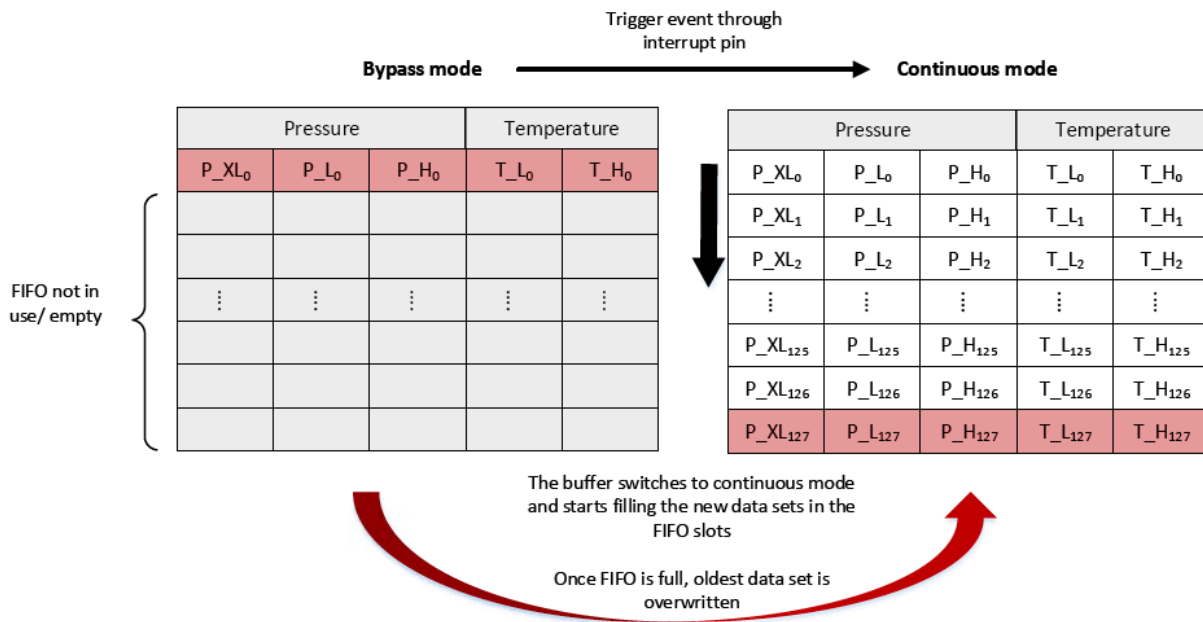 Trigger event through
interrupt pin
Bypass mode
Continuous mode
Pressure Temperature
P_XL₀ P_L₀ P_H₀ T_L₀ T_H₀
⋮ ⋮ ⋮ ⋮ ⋮
FIFO not in
use/ empty
Pressure Temperature
P_XL₀ P_L₀ P_H₀ T_L₀ T_H₀
P_XL₁ P_L₁ P_H₁ T_L₁ T_H₁
P_XL₂ P_L₂ P_H₂ T_L₂ T_H₂
⋮ ⋮ ⋮ ⋮ ⋮
P_XL₁₂₅ P_L₁₂₅ P_H₁₂₅ T_L₁₂₅ T_H₁₂₅
P_XL₁₂₆ P_L₁₂₆ P_H₁₂₆ T_L₁₂₆ T_H₁₂₆
P_XL₁₂₇ P_L₁₂₇ P_H₁₂₇ T_L₁₂₇ T_H₁₂₇
The buffer switches to continuous mode
and starts filling the new data sets in the
FIFO slots
Once FIFO is full, oldest data set is
overwritten